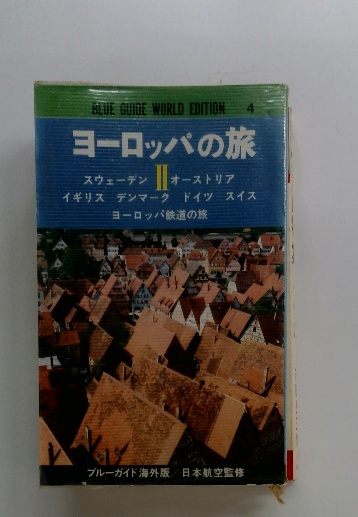 BLUE GUIDE WORLD EDITION 4
ヨーロッパの旅
II
スウェーデン オーストリア
イギリス デンマーク ドイツ スイス
ヨーロッパ鉄道の旅
ブルーガイド海外版/日本航空監修